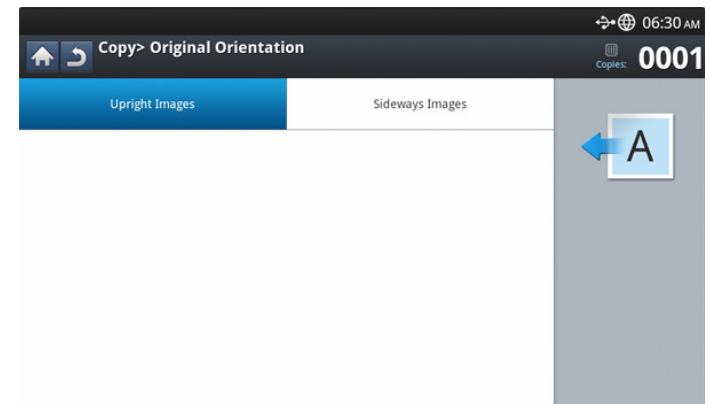 06:30 AM
Copy> Original Orientation
Copies: 0001
Upright Images
Sideways Images
A